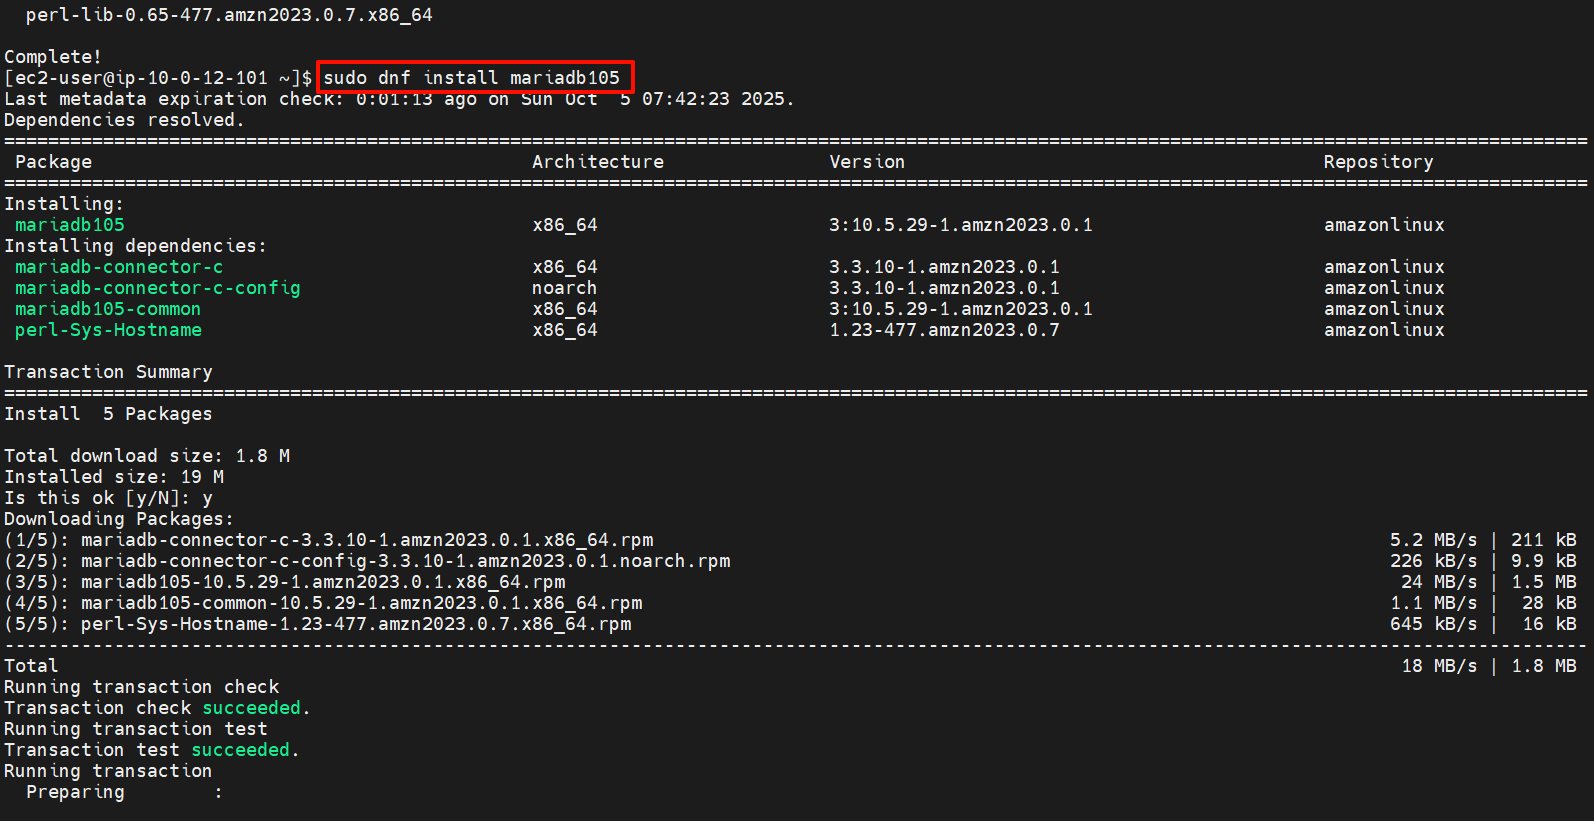 perl-lib-0.65-477.amzn2023.0.7.x86_64
Complete!
[ec2-user@ip-10-0-12-101 ~]$ sudo dnf install mariadb105
Last metadata expiration check: 0:01:13 ago on Sun Oct  5 07:42:23 2025.
Dependencies resolved.
Package Architecture Version Repository
Installing:
mariadb105 x86_64 3:10.5.29-1.amzn2023.0.1 amazonlinux
Installing dependencies:
mariadb-connector-c x86_64 3.3.10-1.amzn2023.0.1 amazonlinux
mariadb-connector-c-config noarch 3.3.10-1.amzn2023.0.1 amazonlinux
mariadb105-common x86_64 3:10.5.29-1.amzn2023.0.1 amazonlinux
perl-Sys-Hostname x86_64 1.23-477.amzn2023.0.7 amazonlinux
Transaction Summary
Install  5 Packages
Total download size: 1.8 M
Installed size: 19 M
Is this ok [y/N]: y
Downloading Packages:
(1/5): mariadb-connector-c-3.3.10-1.amzn2023.0.1.x86_64.rpm 5.2 MB/s | 211 kB
(2/5): mariadb-connector-c-config-3.3.10-1.amzn2023.0.1.noarch.rpm 226 kB/s | 9.9 kB
(3/5): mariadb105-10.5.29-1.amzn2023.0.1.x86_64.rpm 24 MB/s | 1.5 MB
(4/5): mariadb105-common-10.5.29-1.amzn2023.0.1.x86_64.rpm 1.1 MB/s | 28 kB
(5/5): perl-Sys-Hostname-1.23-477.amzn2023.0.7.x86_64.rpm 645 kB/s | 16 kB
Total 18 MB/s | 1.8 MB
Running transaction check
Transaction check succeeded.
Running transaction test
Transaction test succeeded.
Running transaction
Preparing :